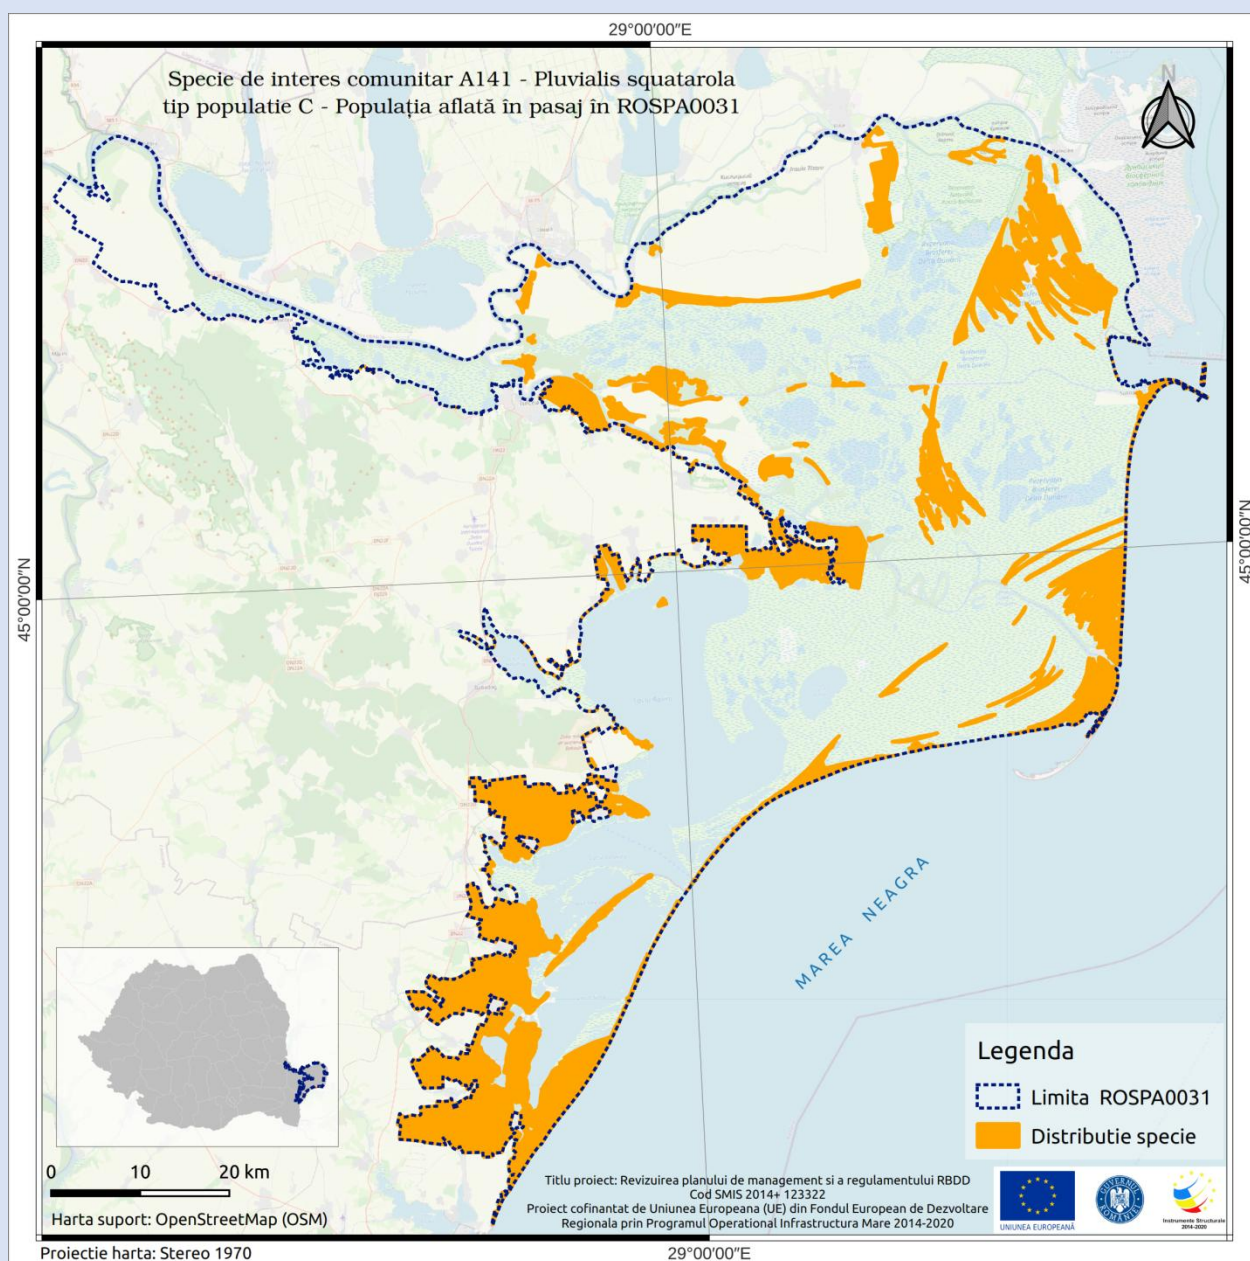 29°00′00″E
Specie de interes comunitar A141 - Pluvialis squatarola
tip populatie C - Populația aflată în pasaj în ROSPA0031
N
45°00′00″N
45°00′00″N
MAREA NEAGRA
Legenda
Limita ROSPA0031
Distributie specie
0 10 20 km
Harta suport: OpenStreetMap (OSM)
Titlu proiect: Revizuirea planului de management si a regulamentului RBDD
Cod SMIS 2014+ 123322
Proiect cofinantat de Uniunea Europeana (UE) din Fondul European de Dezvoltare
Regionala prin Programul Operational Infrastructura Mare 2014-2020
UNIUNEA EUROPEANĂ
GUVERNUL ROMÂNIEI
Instrumente Structurale
2014-2020
Proiectie harta: Stereo 1970
29°00′00″E